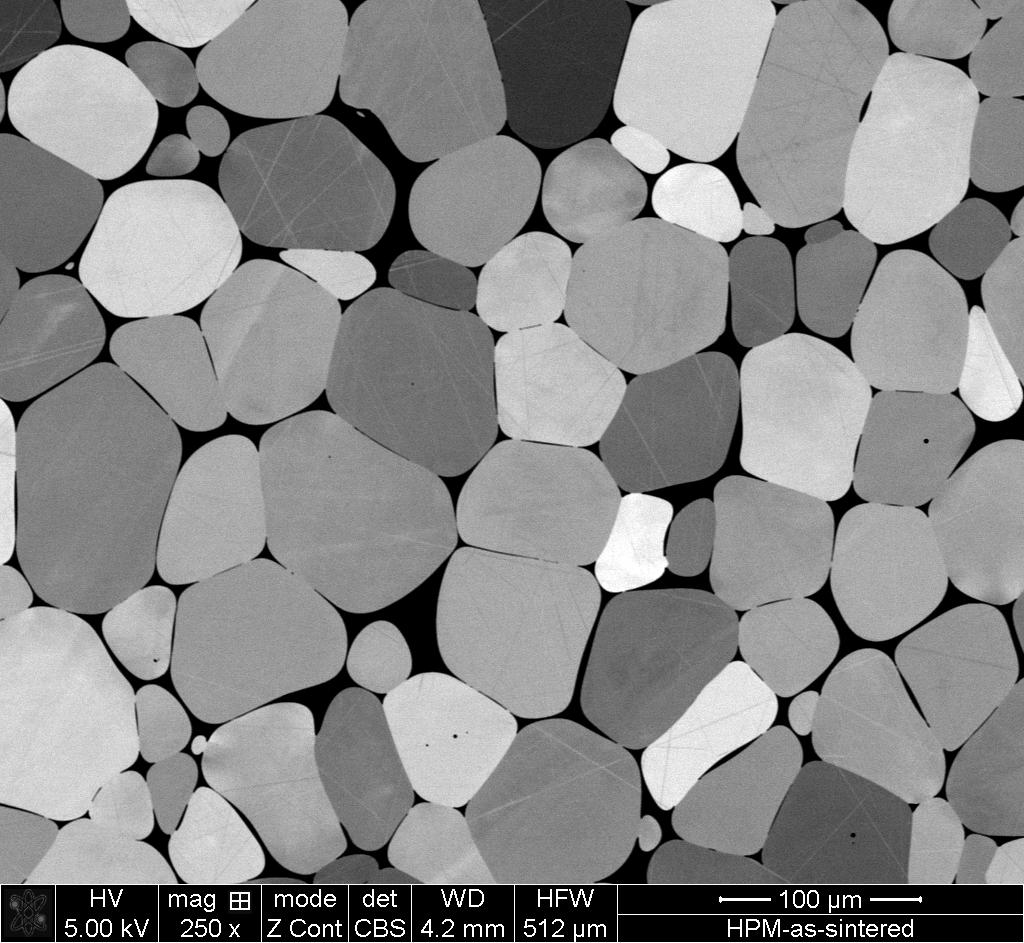 HV mag mode det WD HFW 100 µm
5.00 kV 250 x Z Cont CBS 4.2 mm 512 µm HPM-as-sintered